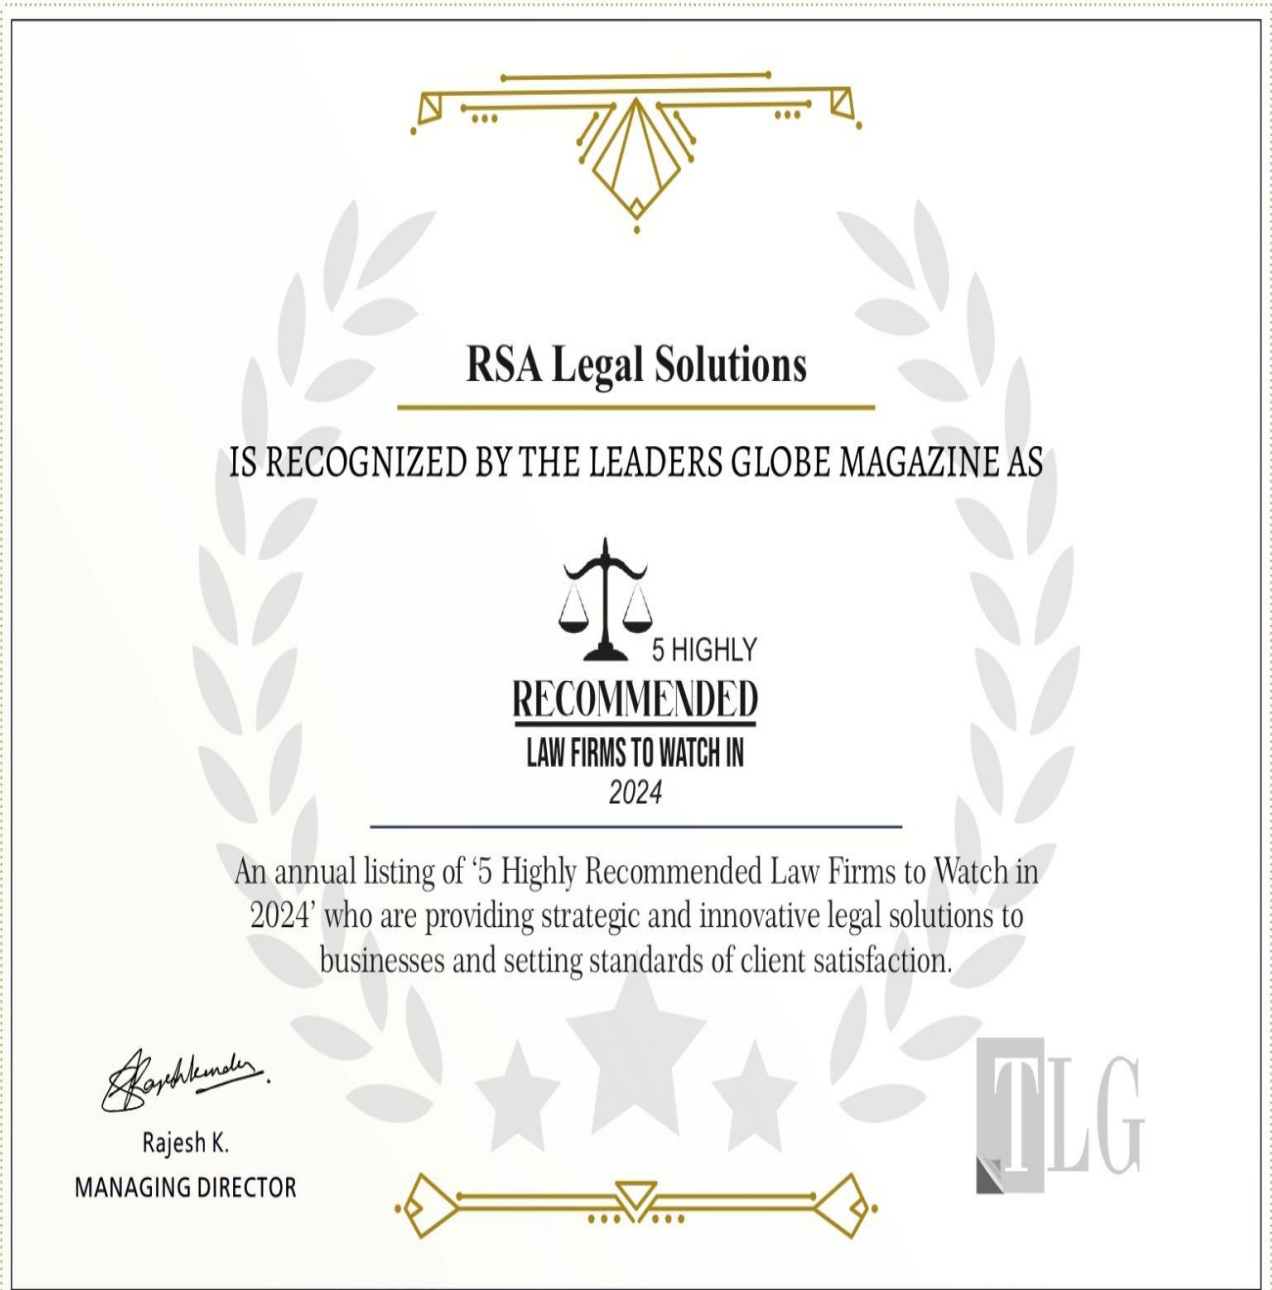 RSA Legal Solutions
IS RECOGNIZED BY THE LEADERS GLOBE MAGAZINE AS
5 HIGHLY
RECOMMENDED
LAW FIRMS TO WATCH IN
2024
An annual listing of ‘5 Highly Recommended Law Firms to Watch in
2024’ who are providing strategic and innovative legal solutions to
businesses and setting standards of client satisfaction.
Rajesh K.
MANAGING DIRECTOR
TLG